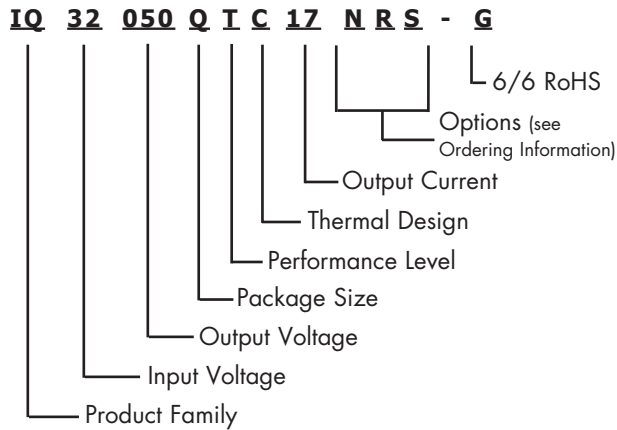 IQ 32 050 Q T C 17 N R S - G
6/6 RoHS
Options (see
Ordering Information)
Output Current
Thermal Design
Performance Level
Package Size
Output Voltage
Input Voltage
Product Family